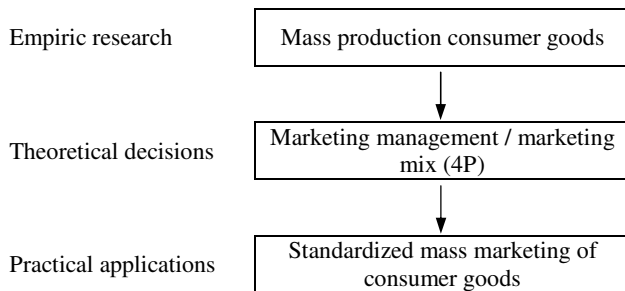 Empiric research
Mass production consumer goods
Theoretical decisions
Marketing management / marketing
mix (4P)
Practical applications
Standardized mass marketing of
consumer goods